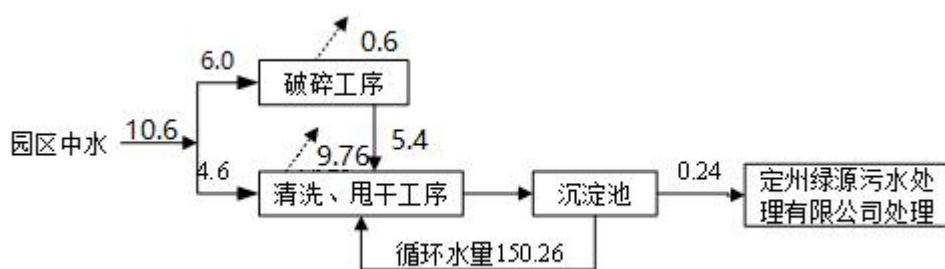 0.6
6.0
破碎工序
园区中水
10.6
5.4
4.6
9.76
清洗、甩干工序
沉淀池
0.24
定州绿源污水处
理有限公司处理
循环水量150.26